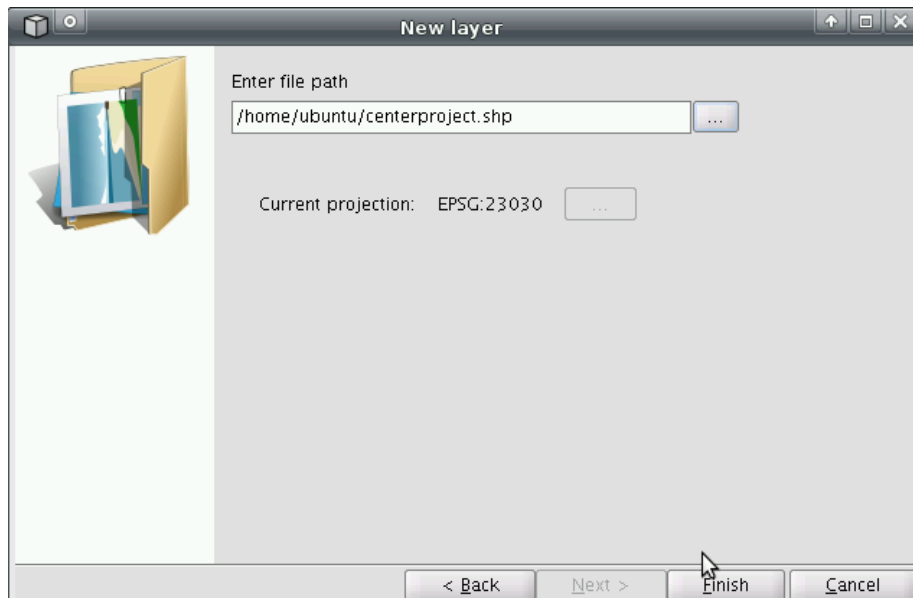 New layer
Enter file path
/home/ubuntu/centerproject.shp
...
Current projection: EPSG:23030 ...
< Back Next > Finish Cancel